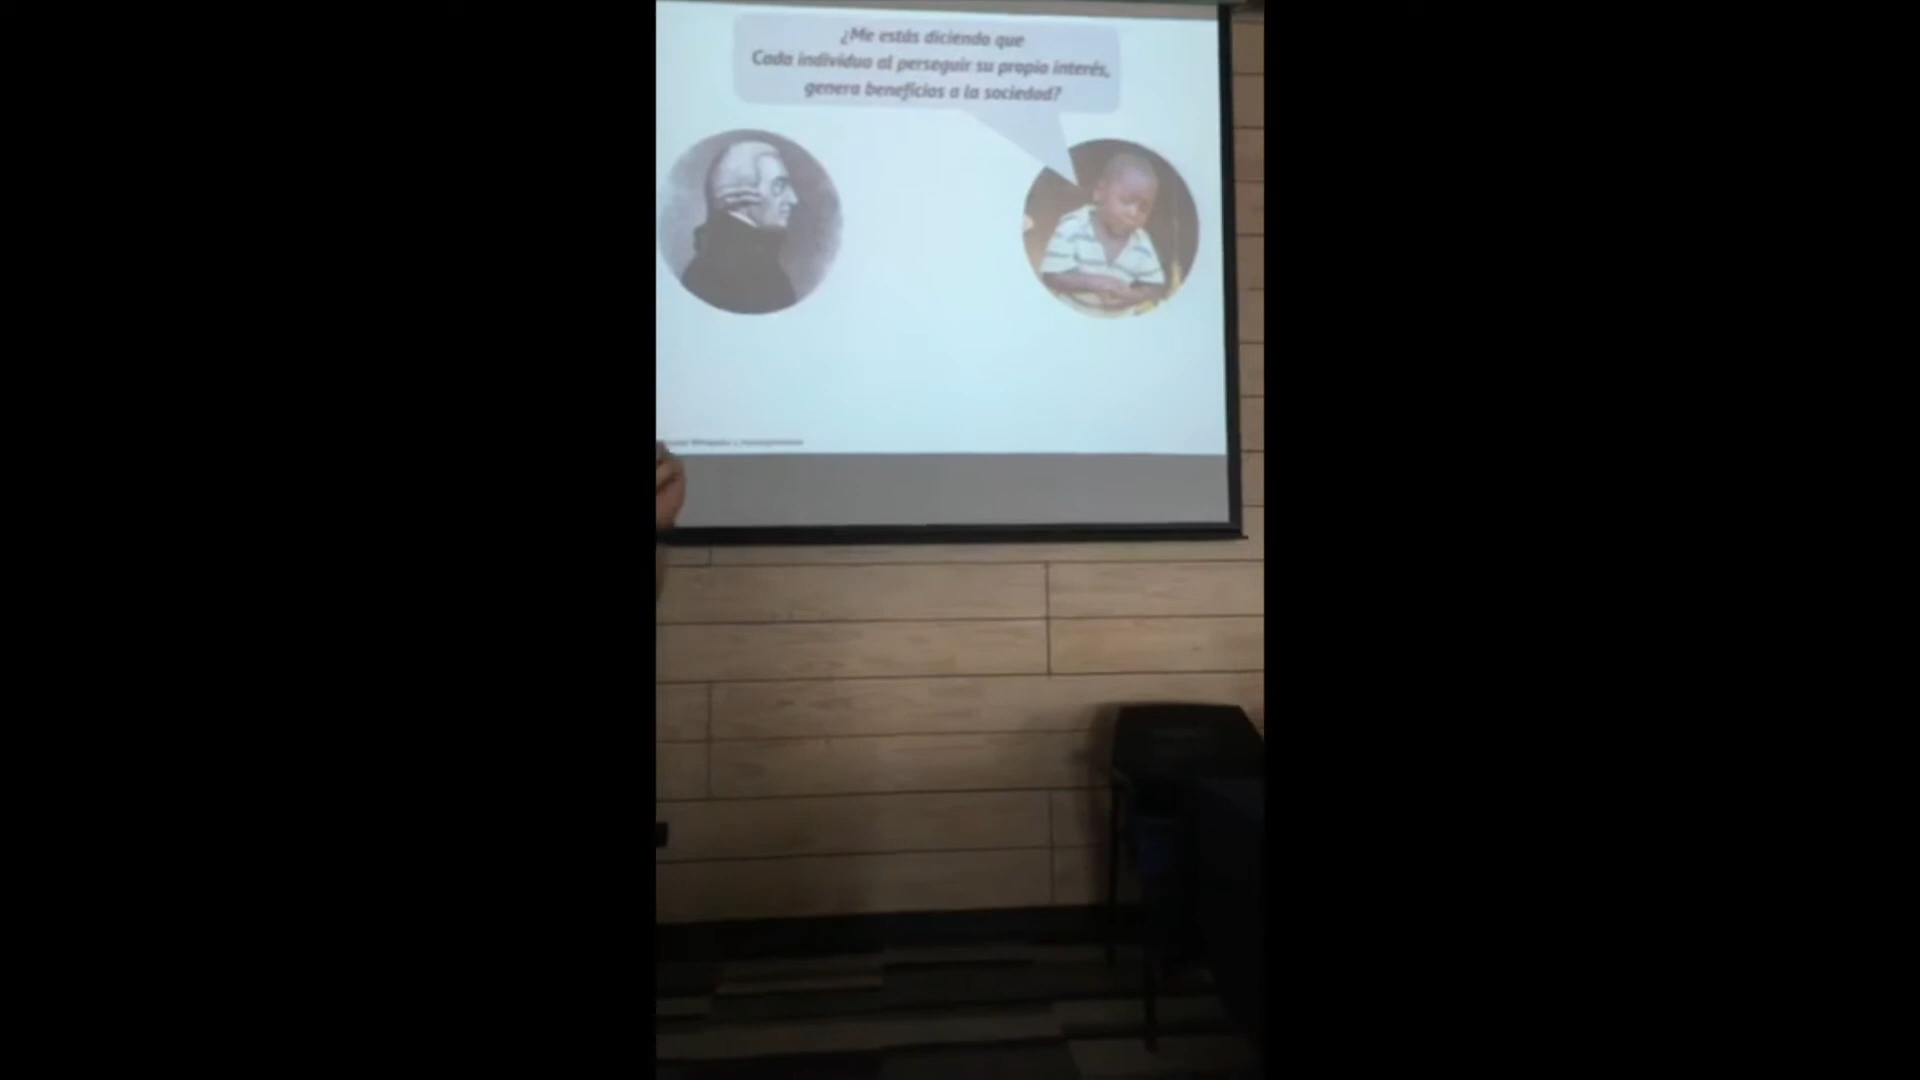 ¿Me estás diciendo que
Cada individuo al perseguir su propio interés,
genera beneficios a la sociedad?